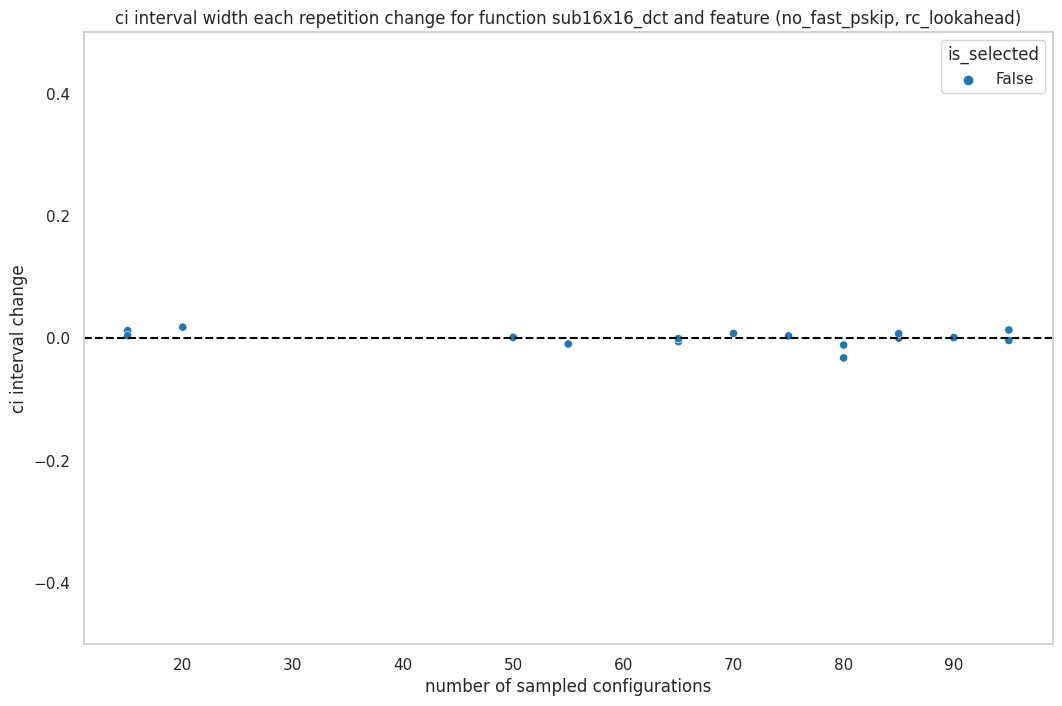 ci interval width each repetition change for function sub16x16_dct and feature (no_fast_pskip, rc_lookahead)
is_selected
False
0.4
0.2
0.0
−0.2
−0.4
ci interval change
20 30 40 50 60 70 80 90
number of sampled configurations